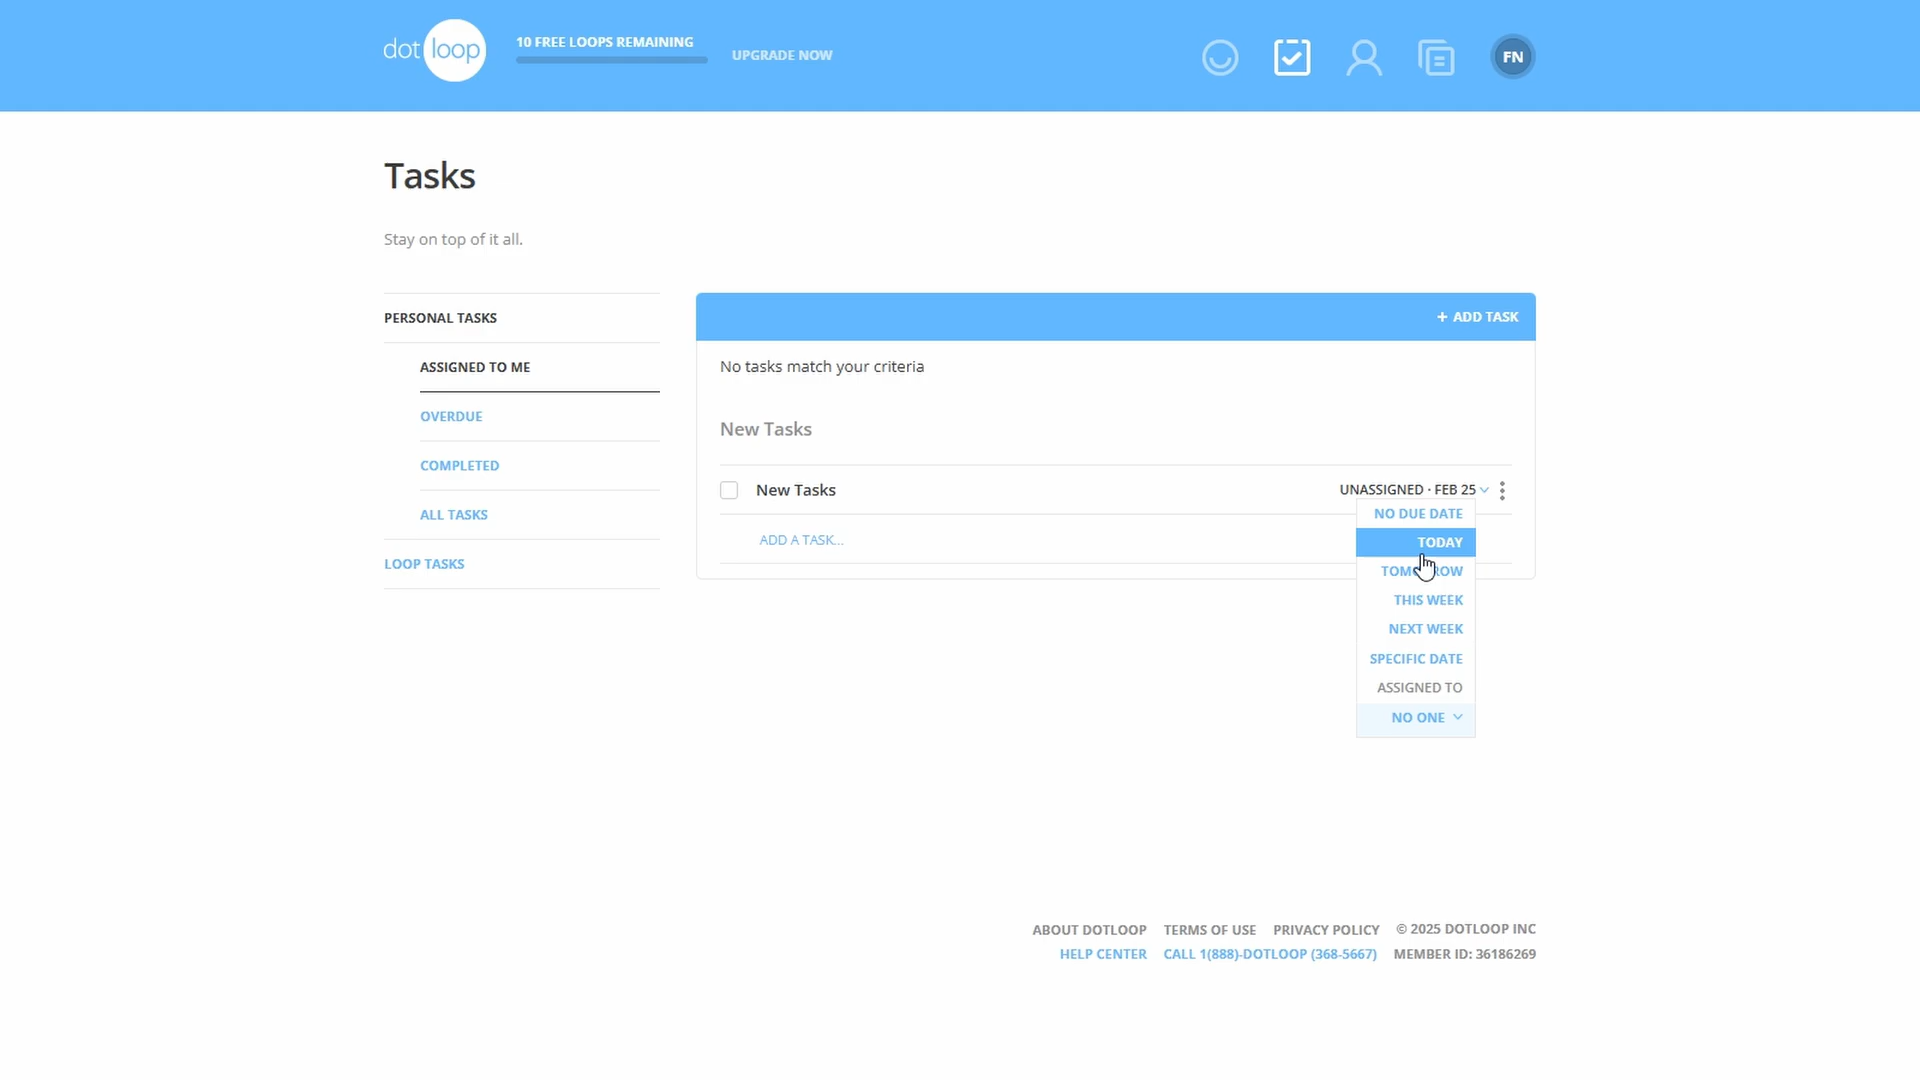 dot loop
10 FREE LOOPS REMAINING
UPGRADE NOW
FN
Tasks
Stay on top of it all.
PERSONAL TASKS
ASSIGNED TO ME
OVERDUE
COMPLETED
ALL TASKS
LOOP TASKS
+ ADD TASK
No tasks match your criteria
New Tasks
New Tasks
UNASSIGNED · FEB 25
ADD A TASK...
NO DUE DATE
TODAY
TOMORROW
THIS WEEK
NEXT WEEK
SPECIFIC DATE
ASSIGNED TO
NO ONE
ABOUT DOTLOOP TERMS OF USE PRIVACY POLICY © 2025 DOTLOOP INC
HELP CENTER CALL 1(888)-DOTLOOP (368-5667) MEMBER ID: 36186269